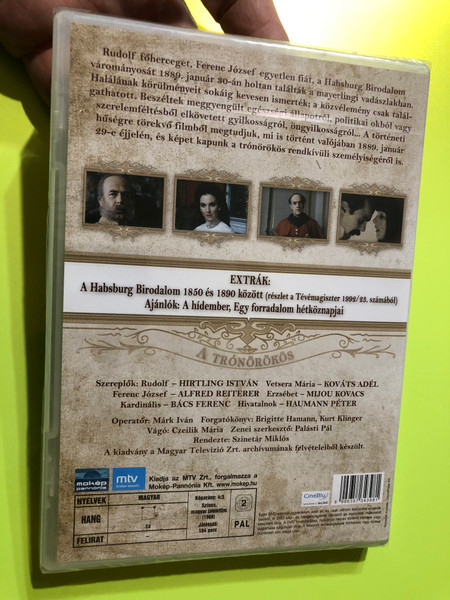 Rudolf főherceget, Ferenc József egyetlen fiát, a Habsburg Birodalom
várományosát 1889. január 30-án holtan találták a mayerlingi vadászlakban.
Halálának körülményeit sokáig kevesen ismerték; a közvélemény csak talál-
gathatott. Beszéltek meggyengült egészségi állapotról, politikai okból vagy
szerelemféltésből elkövetett gyilkosságról, öngyilkosságról... A történeti
hűségre törekvő filmből megtudjuk, mi is történt valójában 1889. január
29-e éjjelén, és képet kapunk a trónörökös rendkívüli személyiségéről is.
EXTRÁK:
A Habsburg Birodalom 1850 és 1890 között (részlet a Tévémagiszter 1992/23. számából)
Ajánlók: A hídember, Egy forradalom hétköznapjai
A TRÓNÖRÖKÖS
Szereplők: Rudolf – HIRTLING ISTVÁN Vetsera Mária – KOVÁTS ADÉL
Ferenc József – ALFRED REITERER Erzsébet – MIJOU KOVACS
Kardinális – BÁCS FERENC Hivatalnok – HAUMANN PÉTER
Operatőr: Márk Iván Forgatókönyv: Brigitte Hamann, Kurt Klinger
Vágó: Czeilik Mária Zenei szerkesztő: Palásti Pál
Rendezte: Szinetár Miklós
A kiadvány a Magyar Televízió Zrt. archívumának felvételeiből készült.
mokép
pannónia
mtv
Kiadja az MTV Zrt., forgalmazza a
Mokép-Pannónia Kft. www.mokep.hu
NYELVEK
MAGYAR
HANG
FELIRAT
Képarány: 4:3
Színes,
Játékidő:
2
PAL